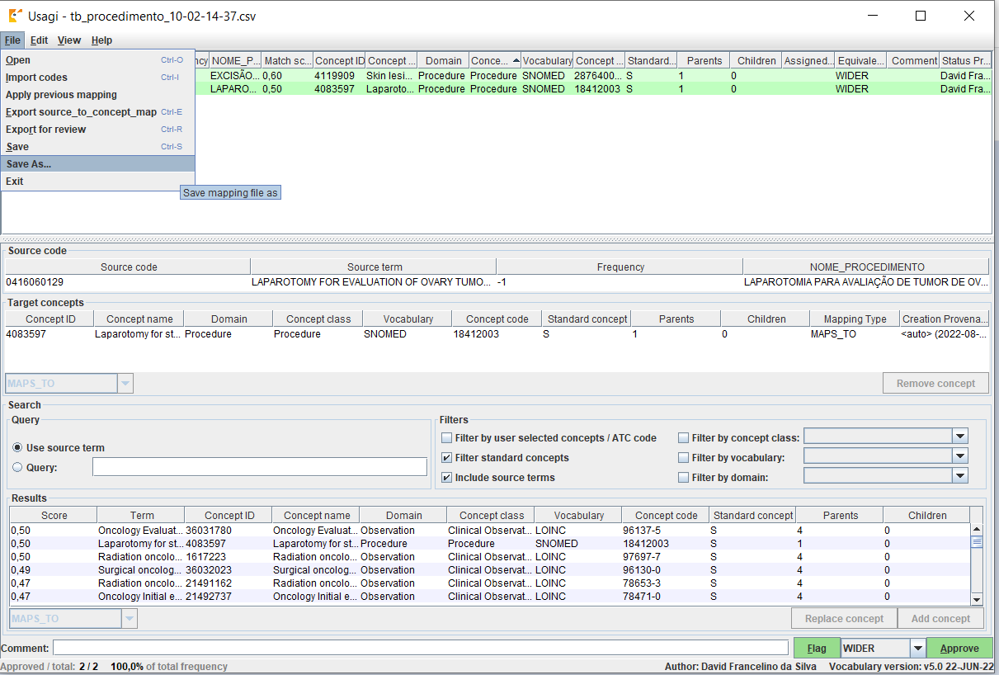 Usagi - tb_procedimento_10-02-14-37.csv
File Edit View Help
Open Ctrl-O
Import codes Ctrl-I
Apply previous mapping
Export source_to_concept_map Ctrl-E
Export for review Ctrl-R
Save Ctrl-S
Save As...
Exit
Save mapping file as
ncy NOME_P... Match sc... Concept ID Concept ... Domain Conce... Vocabulary Concept ... Standard... Parents Children Assigned... Equivale... Comment Status Pr...
EXCISÃO... 0,60 4119909 Skin lesi... Procedure Procedure SNOMED 2876400... S 1 0 WIDER David Fra...
LAPARO... 0,50 4083597 Laparoto... Procedure Procedure SNOMED 18412003 S 1 0 WIDER David Fra...
Source code
Source code Source term Frequency NOME_PROCEDIMENTO
0416060129 LAPAROTOMY FOR EVALUATION OF OVARY TUMO... -1 LAPAROTOMIA PARA AVALIAÇÃO DE TUMOR DE OV...
Target concepts
Concept ID Concept name Domain Concept class Vocabulary Concept code Standard concept Parents Children Mapping Type Creation Provena...
4083597 Laparotomy for st... Procedure Procedure SNOMED 18412003 S 1 0 MAPS_TO <auto> (2022-08-...
MAPS_TO Remove concept
Search
Query
Use source term
Query:
Filters
Filter by user selected concepts / ATC code Filter by concept class:
Filter standard concepts Filter by vocabulary:
Include source terms Filter by domain:
Results
Score Term Concept ID Concept name Domain Concept class Vocabulary Concept code Standard concept Parents Children
0,50 Oncology Evaluat... 36031780 Oncology Evaluat... Observation Clinical Observat... LOINC 96137-5 S 4 0
0,50 Laparotomy for st... 4083597 Laparotomy for st... Procedure Procedure SNOMED 18412003 S 1 0
0,50 Radiation oncolo... 1617223 Radiation oncolo... Observation Clinical Observat... LOINC 97697-7 S 4 0
0,49 Surgical oncolog... 36032023 Surgical oncolog... Observation Clinical Observat... LOINC 96130-0 S 4 0
0,47 Radiation oncolo... 21491162 Radiation oncolo... Observation Clinical Observat... LOINC 78653-3 S 4 0
0,47 Oncology Initial e... 21492737 Oncology Initial e... Observation Clinical Observat... LOINC 78471-0 S 4 0
MAPS_TO Replace concept Add concept
Comment: Flag WIDER Approve
Approved / total: 2 / 2 100,0% of total frequency Author: David Francelino da Silva Vocabulary version: v5.0 22-JUN-22